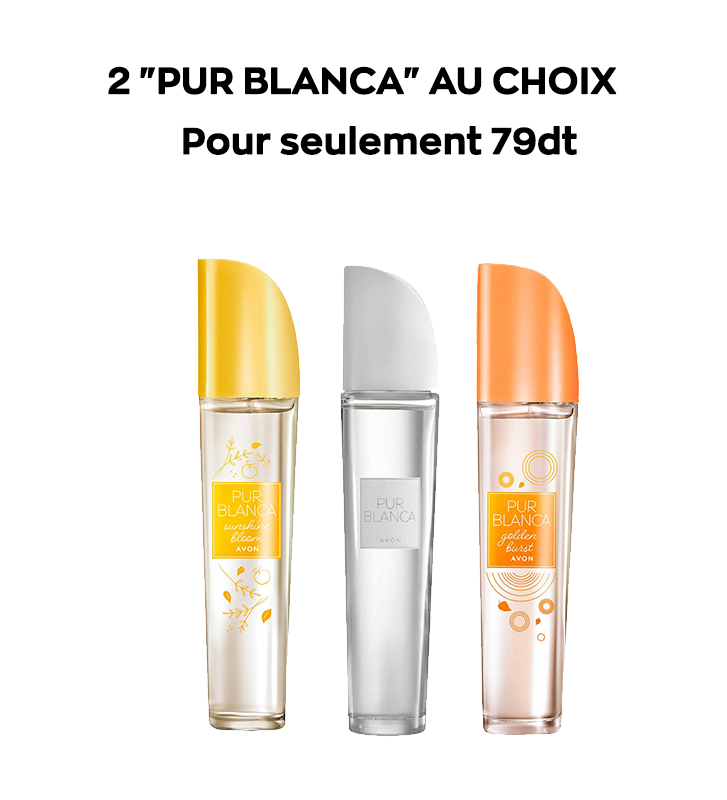 2 "PUR BLANCA" AU CHOIX
Pour seulement 79dt
PUR
BLANCA
sunshine
bloom
AVON
PUR
BLANCA
AVON
PUR
BLANCA
golden
burst
AVON